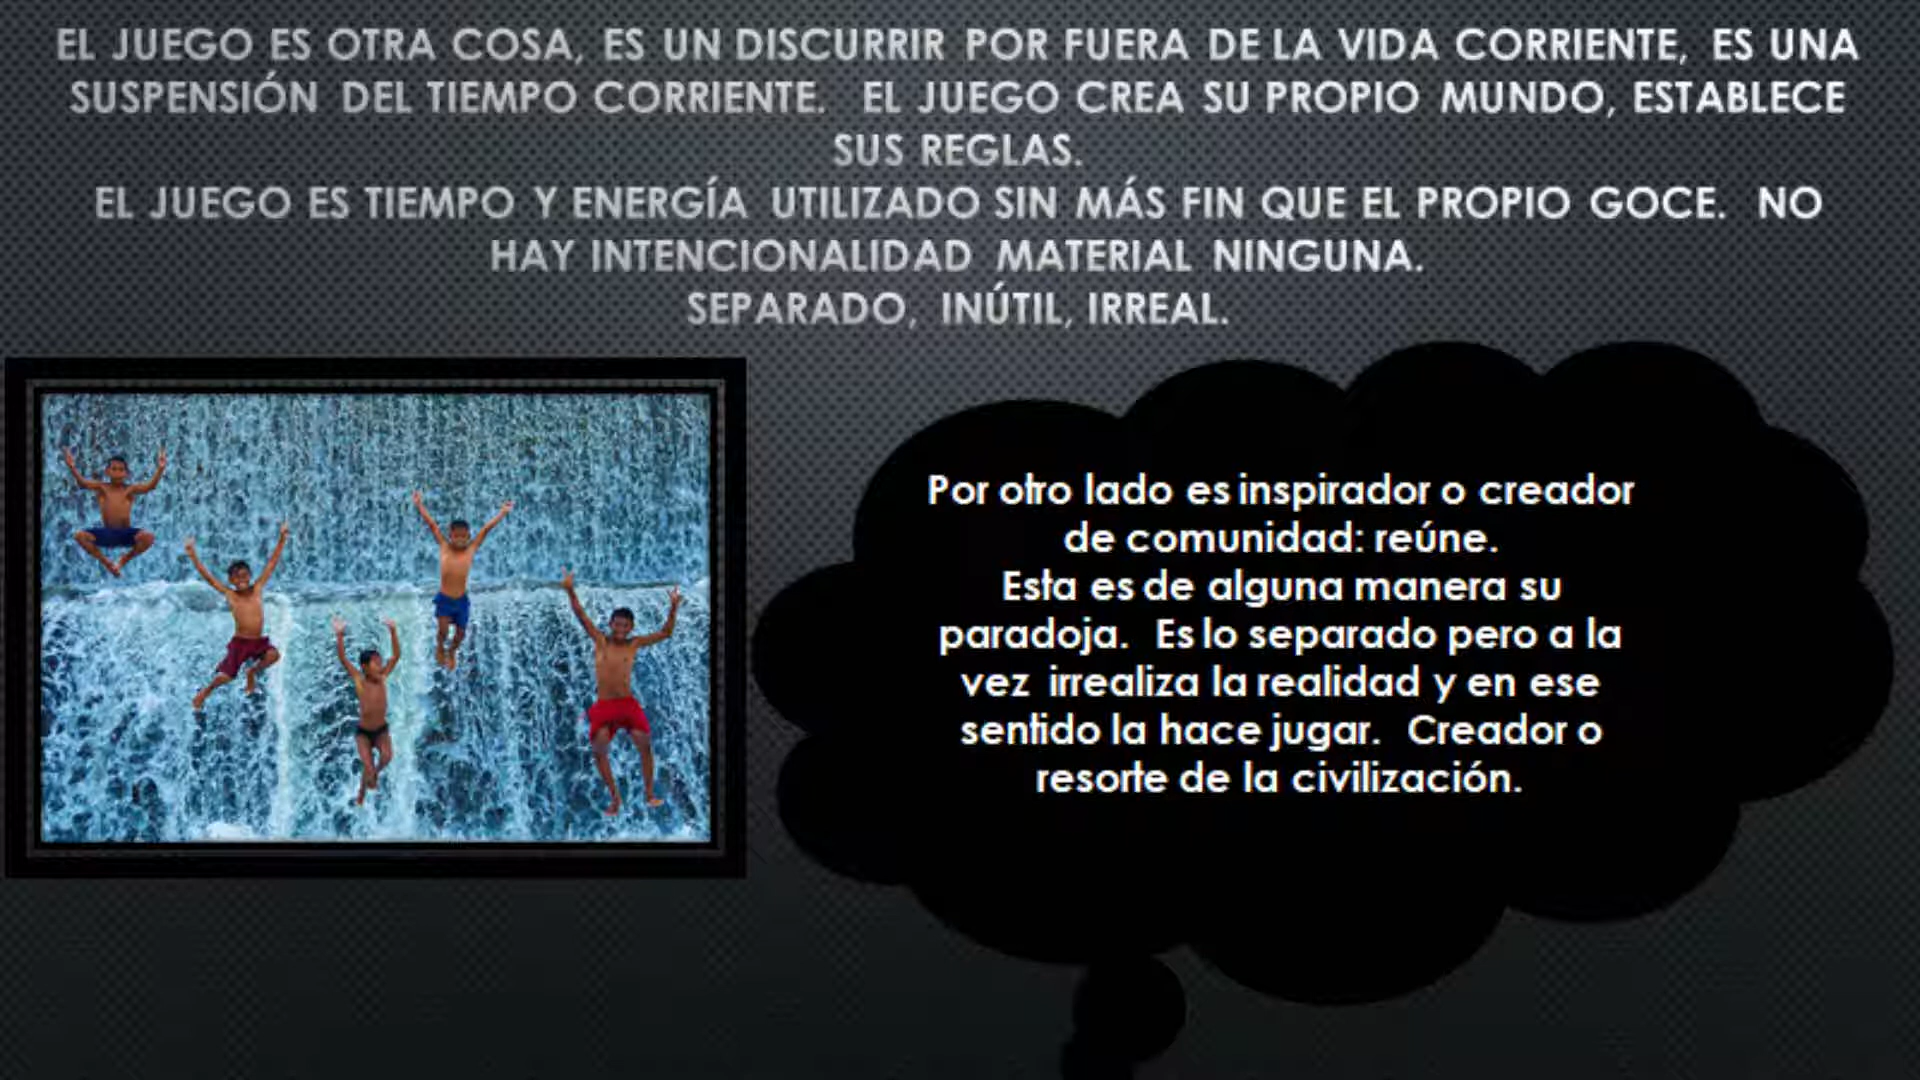 EL JUEGO ES OTRA COSA, ES UN DISCURRIR POR FUERA DE LA VIDA CORRIENTE, ES UNA
SUSPENSIÓN DEL TIEMPO CORRIENTE. EL JUEGO CREA SU PROPIO MUNDO, ESTABLECE
SUS REGLAS.
EL JUEGO ES TIEMPO Y ENERGÍA UTILIZADO SIN MÁS FIN QUE EL PROPIO GOCE. NO
HAY INTENCIONALIDAD MATERIAL NINGUNA.
SEPARADO, INÚTIL, IRREAL.
Por otro lado es inspirador o creador
de comunidad: reúne.
Esta es de alguna manera su
paradoja. Es lo separado pero a la
vez irrealiza la realidad y en ese
sentido la hace jugar. Creador o
resorte de la civilización.